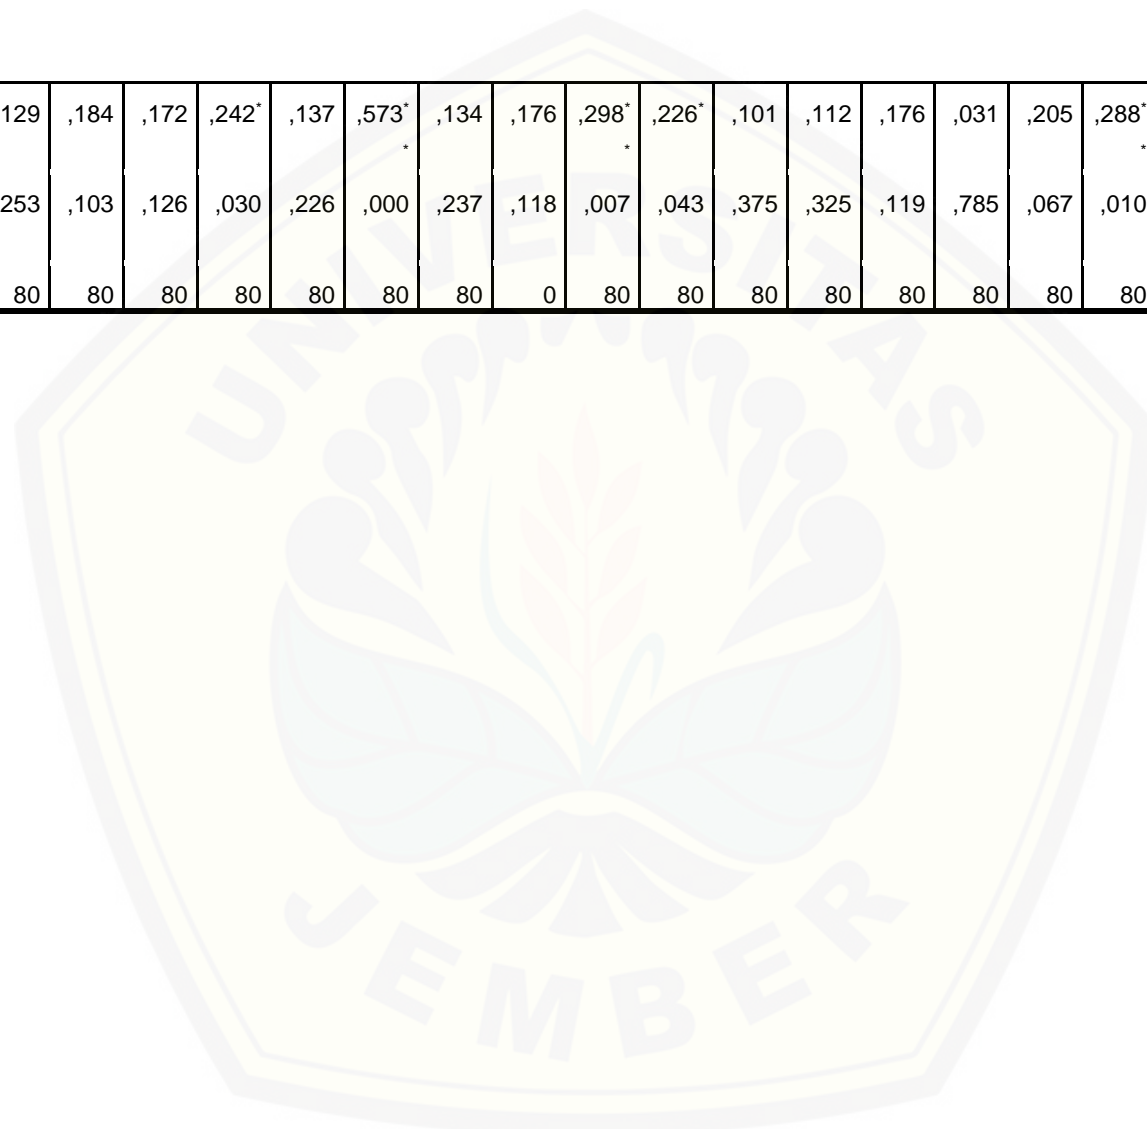 129 ,184 ,172 ,242* ,137 ,573* ,134 ,176 ,298* ,226* ,101 ,112 ,176 ,031 ,205 ,288*
* * *
253 ,103 ,126 ,030 ,226 ,000 ,237 ,118 ,007 ,043 ,375 ,325 ,119 ,785 ,067 ,010
80 80 80 80 80 80 80 0 80 80 80 80 80 80 80 80
UNIVERSITAS
JEMBER